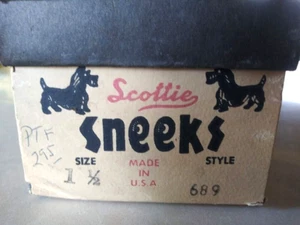 Scottie
Sneeks
PTF
295
SIZE MADE STYLE
1 ½ IN
U.S.A 689